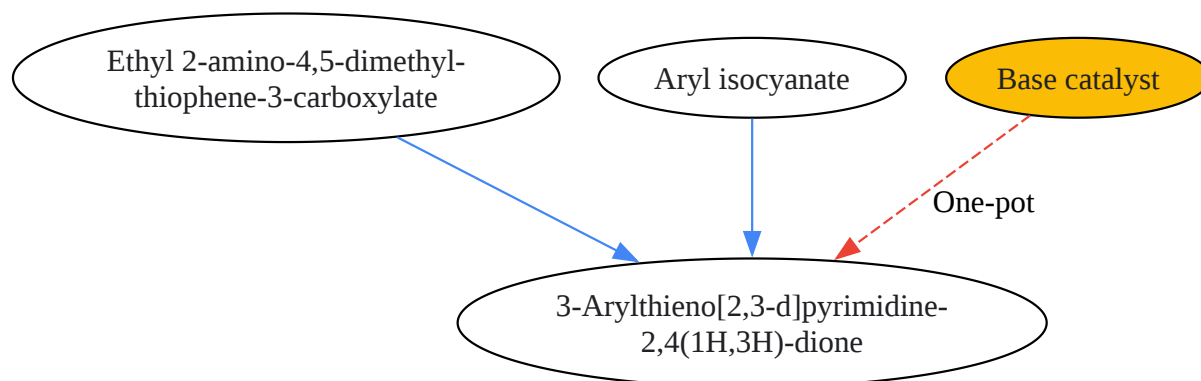 Ethyl 2-amino-4,5-dimethyl-
thiophene-3-carboxylate
Aryl isocyanate
Base catalyst
One-pot
3-Arylthieno[2,3-d]pyrimidine-
2,4(1H,3H)-dione